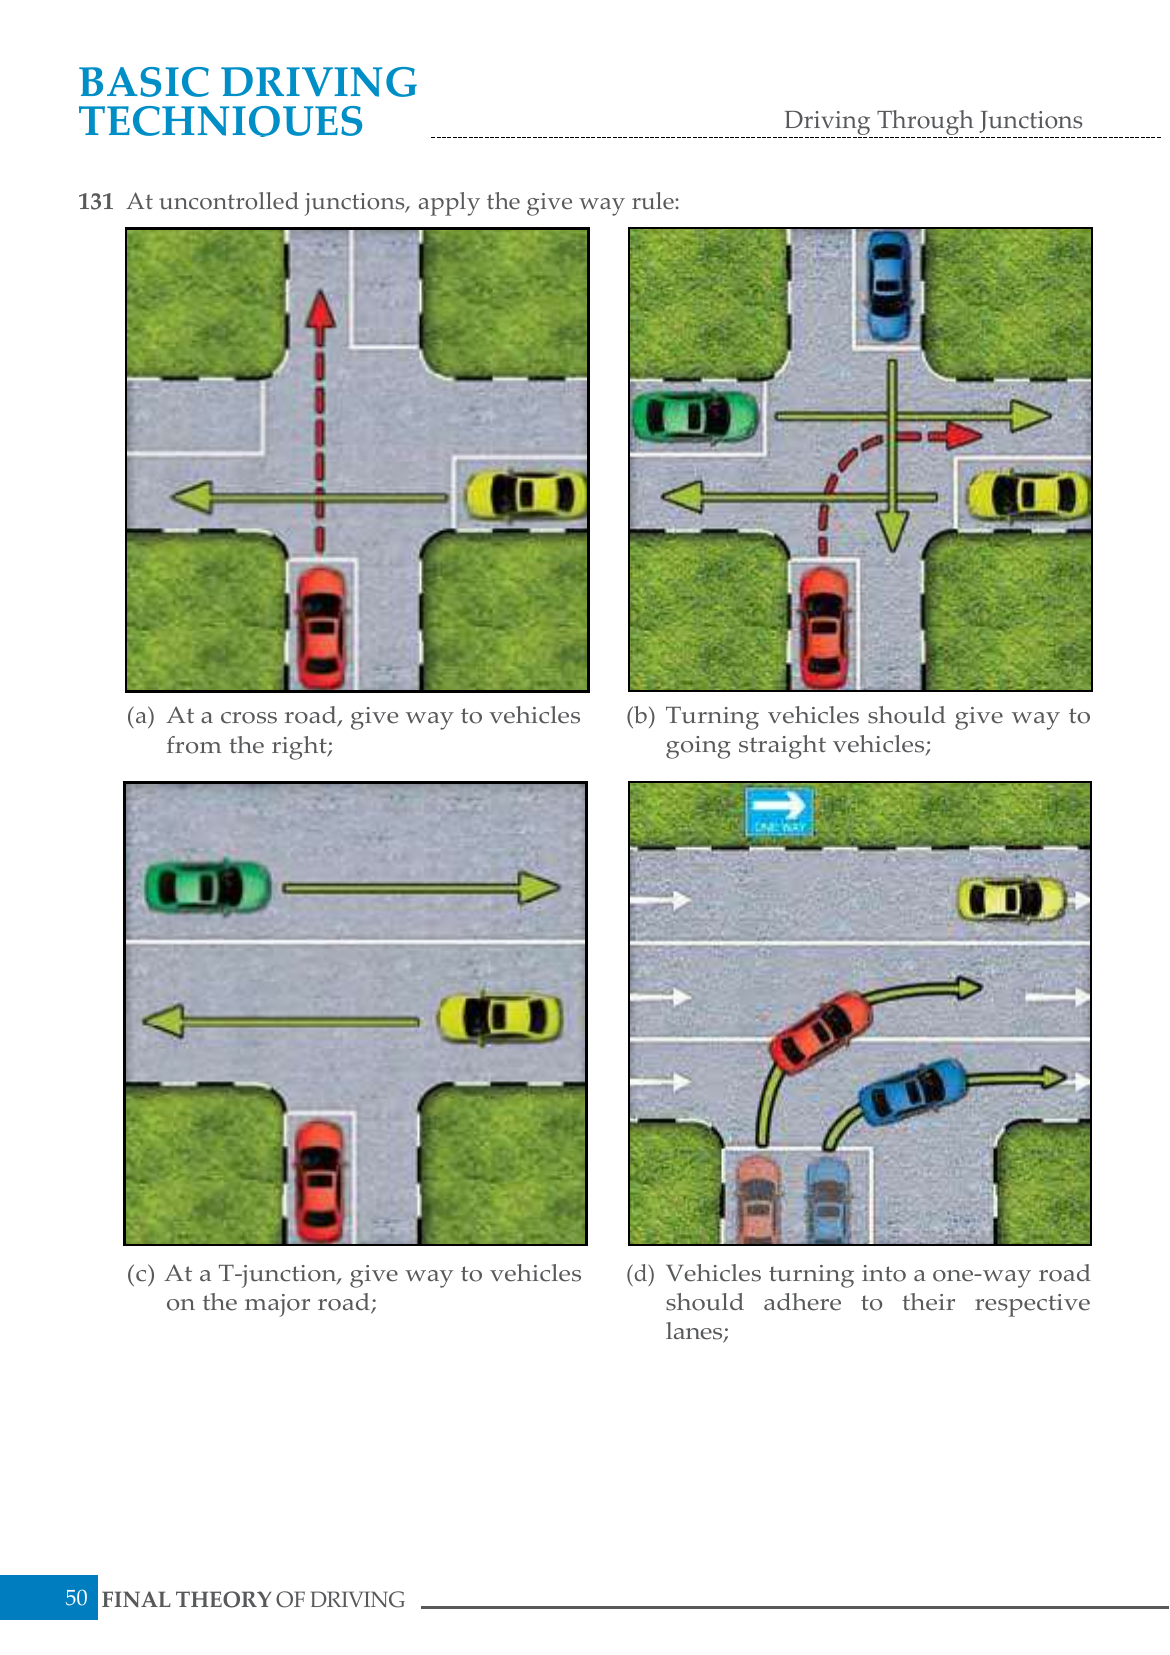 BASIC DRIVING
TECHNIQUES
Driving Through Junctions
131 At uncontrolled junctions, apply the give way rule:
(a) At a cross road, give way to vehicles
from the right;
(b) Turning vehicles should give way to
going straight vehicles;
ONE WAY
(c) At a T-junction, give way to vehicles
on the major road;
(d) Vehicles turning into a one-way road
should adhere to their respective
lanes;
50 FINAL THEORY OF DRIVING